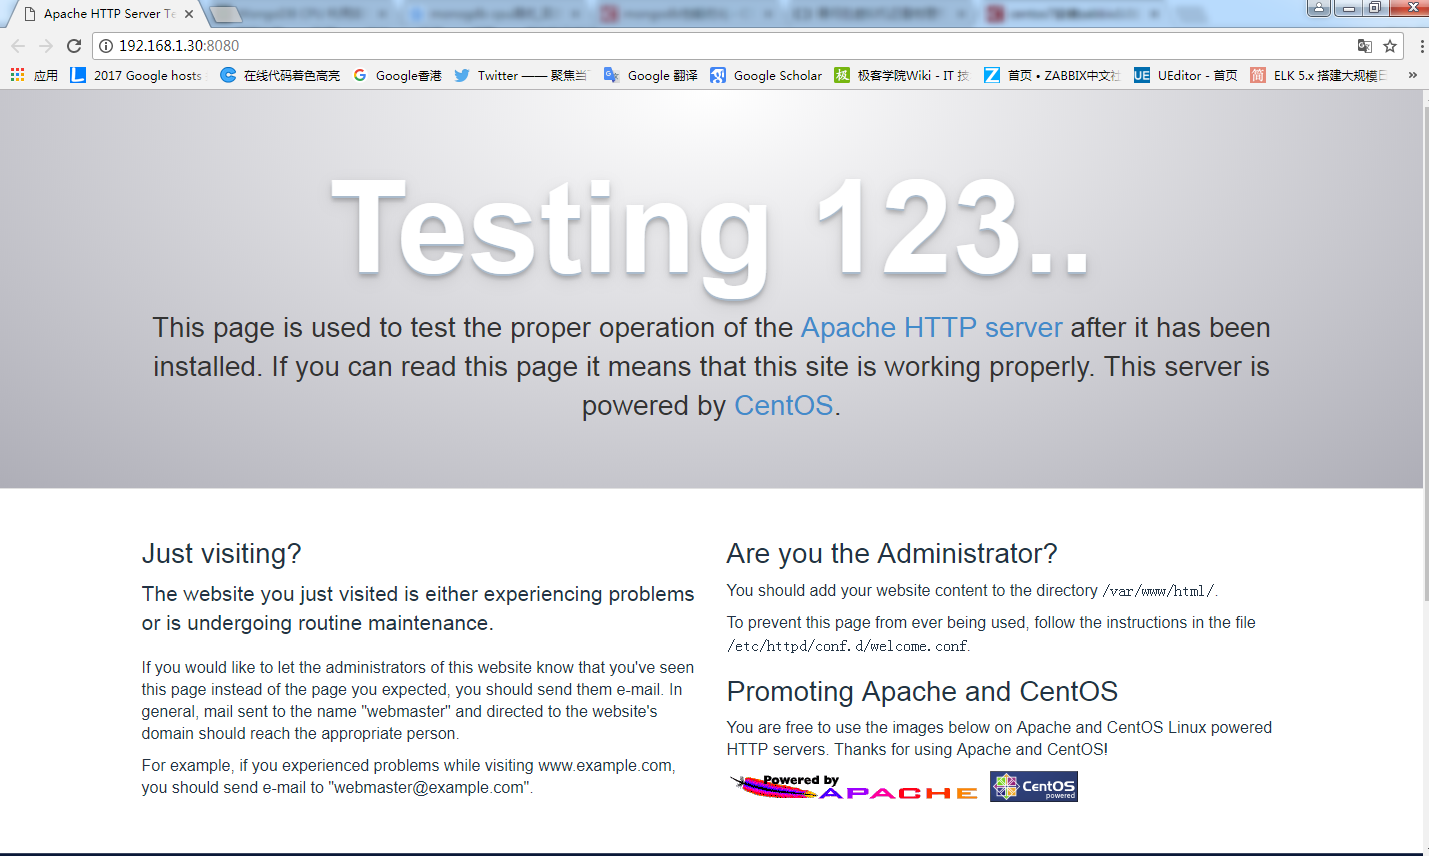 Apache HTTP Server Te
192.168.1.30:8080
应用 2017 Google hosts 在线代码着色高亮 Google香港 Twitter —— 聚焦当 Google 翻译 Google Scholar 极客学院Wiki - IT 技 首页 • ZABBIX中文社 UEditor - 首页 ELK 5.x 搭建大规模日 »
Testing 123..
This page is used to test the proper operation of the Apache HTTP server after it has been
installed. If you can read this page it means that this site is working properly. This server is
powered by CentOS.
Just visiting?
The website you just visited is either experiencing problems
or is undergoing routine maintenance.
If you would like to let the administrators of this website know that you've seen
this page instead of the page you expected, you should send them e-mail. In
general, mail sent to the name "webmaster" and directed to the website's
domain should reach the appropriate person.
For example, if you experienced problems while visiting www.example.com,
you should send e-mail to "webmaster@example.com".
Are you the Administrator?
You should add your website content to the directory /var/www/html/.
To prevent this page from ever being used, follow the instructions in the file
/etc/httpd/conf.d/welcome.conf.
Promoting Apache and CentOS
You are free to use the images below on Apache and CentOS Linux powered
HTTP servers. Thanks for using Apache and CentOS!
Powered by
APACHE
CentOS
powered